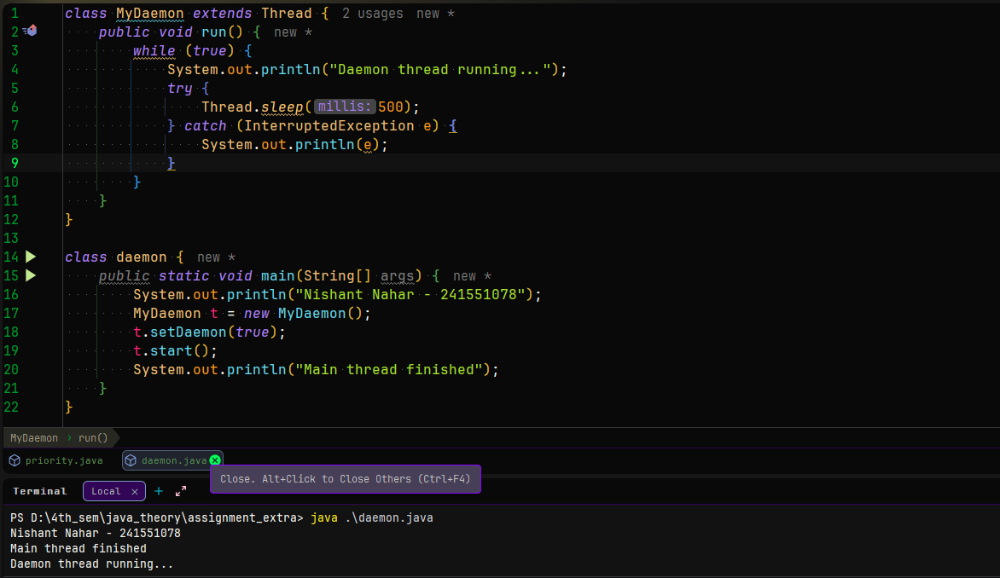 1 class MyDaemon extends Thread { 2 usages new *
2 public void run() { new *
3 while (true) {
4 System.out.println("Daemon thread running...");
5 try {
6 Thread.sleep( millis: 500);
7 } catch (InterruptedException e) {
8 System.out.println(e);
9 }
10 }
11 }
12 }
13
14 class daemon { new *
15 public static void main(String[] args) { new *
16 System.out.println("Nishant Nahar - 241551078");
17 MyDaemon t = new MyDaemon();
18 t.setDaemon(true);
19 t.start();
20 System.out.println("Main thread finished");
21 }
22 }
MyDaemon › run()
priority.java daemon.java
Close. Alt+Click to Close Others (Ctrl+F4)
Terminal Local × +
PS D:\4th_sem\java_theory\assignment_extra> java .\daemon.java
Nishant Nahar - 241551078
Main thread finished
Daemon thread running...